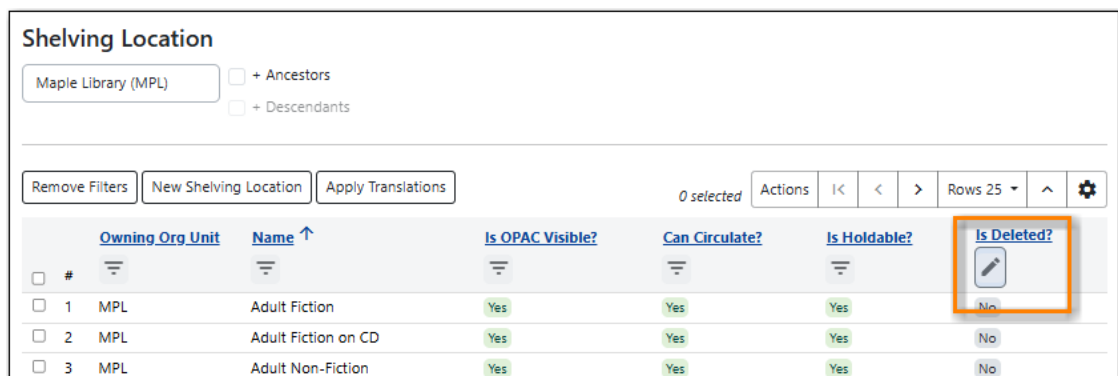 Shelving Location
Maple Library (MPL)
+ Ancestors
+ Descendants
Remove Filters New Shelving Location Apply Translations 0 selected Actions Rows 25
Owning Org Unit Name Is OPAC Visible? Can Circulate? Is Holdable? Is Deleted?
#
1 MPL Adult Fiction Yes Yes Yes No
2 MPL Adult Fiction on CD Yes Yes Yes No
3 MPL Adult Non-Fiction Yes Yes Yes No